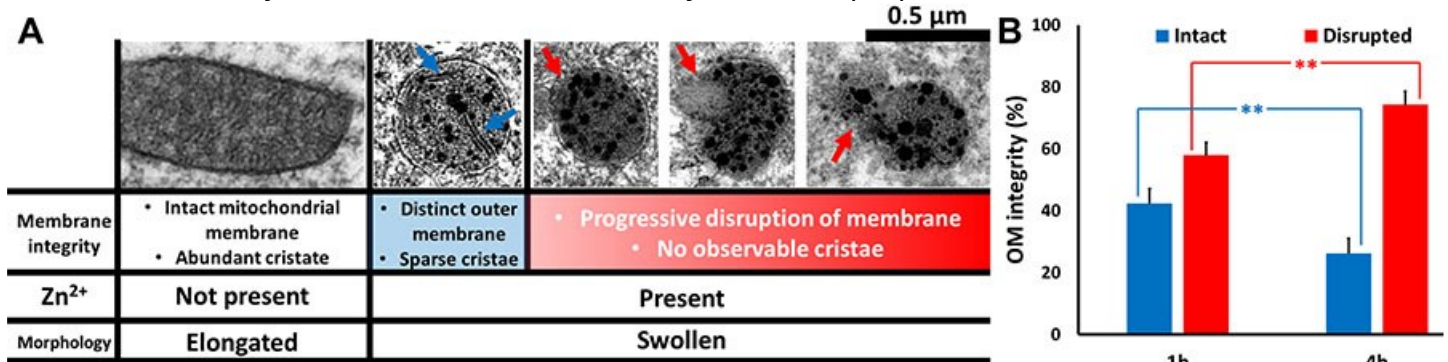 A
0.5 µm
Membrane
integrity
• Intact mitochondrial
membrane
• Abundant cristate
• Distinct outer
membrane
• Sparse cristae
• Progressive disruption of membrane
• No observable cristae
Zn2+
Not present
Present
Morphology
Elongated
Swollen
B
Intact
Disrupted
OM integrity (%)
100
80
60
40
20
0
**
**